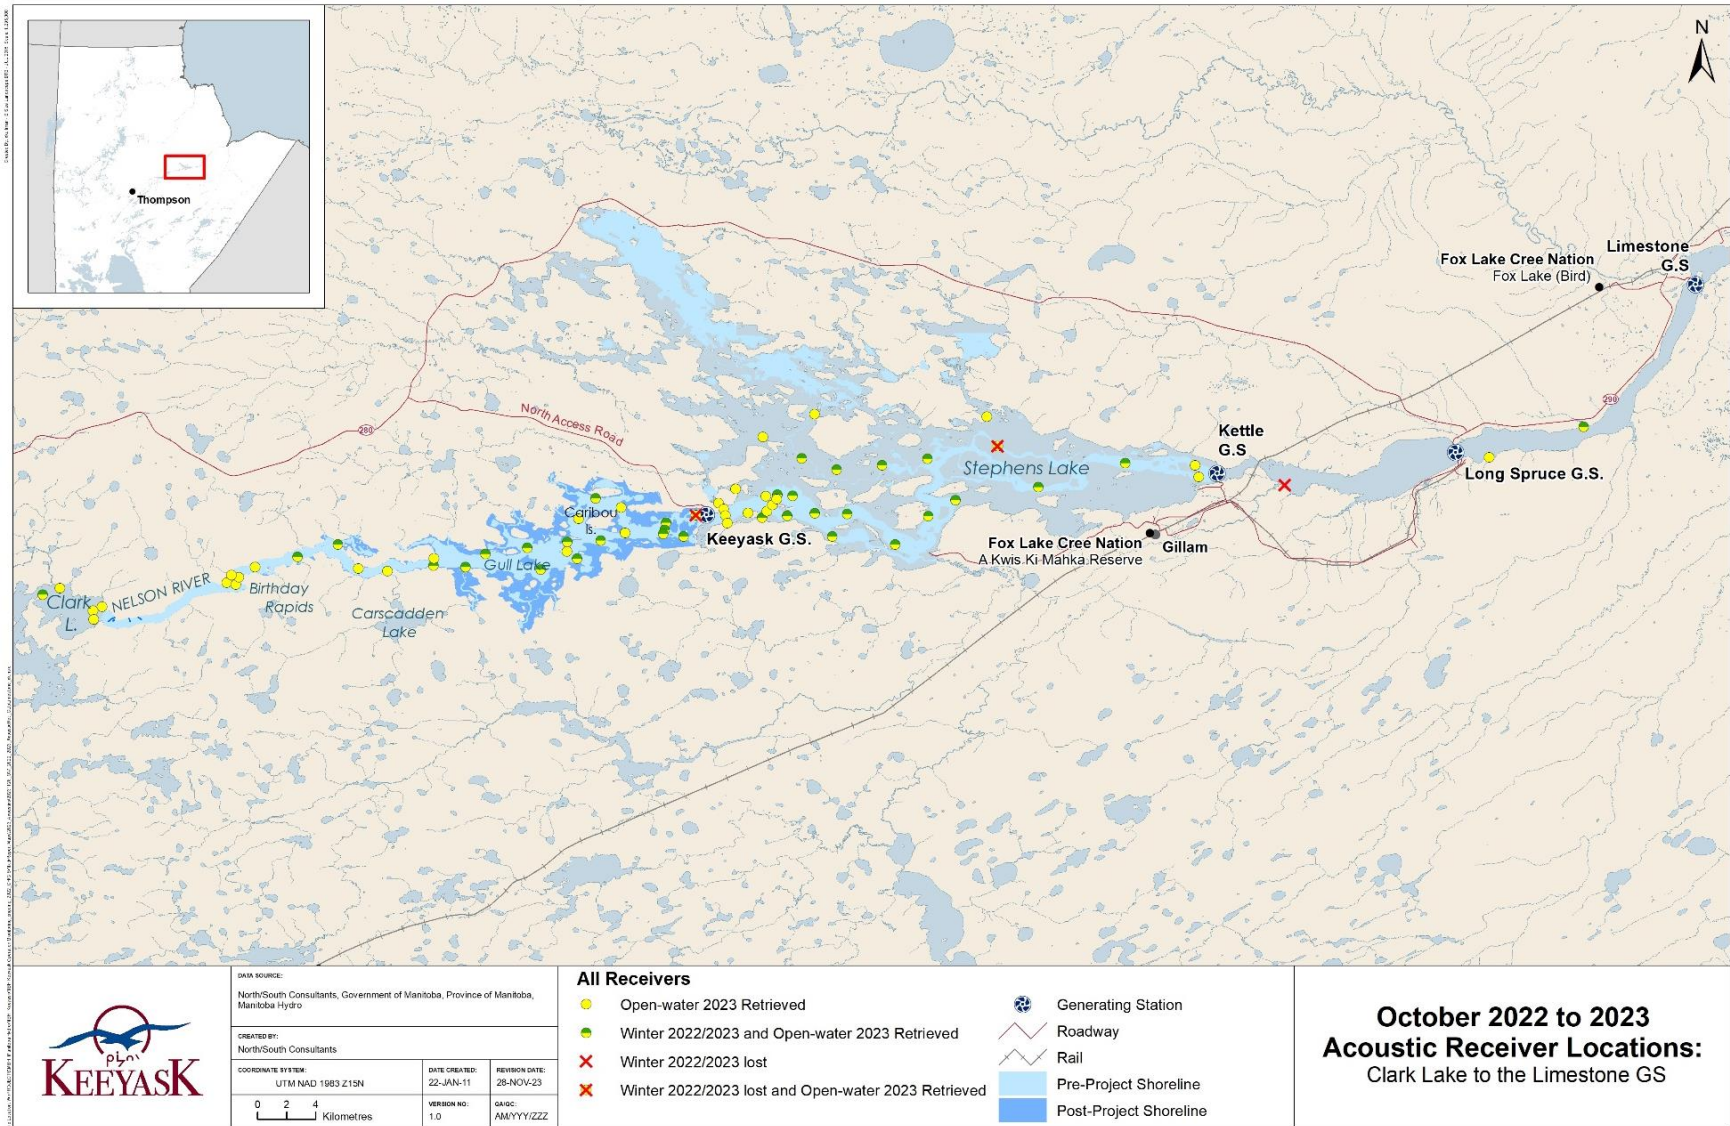 N
Thompson
Limestone
G.S
Fox Lake Cree Nation
Fox Lake (Bird)
280
North Access Road
290
Kettle
G.S
Stephens Lake
Long Spruce G.S.
Caribou
Is.
Keeyask G.S.
Fox Lake Cree Nation
A Kwis Ki Mahka Reserve
Gillam
Gull Lake
NELSON RIVER
Birthday
Rapids
Clark
L.
Carscadden
Lake
KEEYASK
DATA SOURCE:
North/South Consultants, Government of Manitoba, Province of Manitoba,
Manitoba Hydro
CREATED BY:
North/South Consultants
COORDINATE SYSTEM:
UTM NAD 1983 Z15N
DATE CREATED:
22-JAN-11
REVISION DATE:
28-NOV-23
0 2 4
Kilometres
VERSION NO:
1.0
QA/QC:
AM/YYY/ZZZ
All Receivers
Open-water 2023 Retrieved
Winter 2022/2023 and Open-water 2023 Retrieved
Winter 2022/2023 lost
Winter 2022/2023 lost and Open-water 2023 Retrieved
Generating Station
Roadway
Rail
Pre-Project Shoreline
Post-Project Shoreline
October 2022 to 2023
Acoustic Receiver Locations:
Clark Lake to the Limestone GS